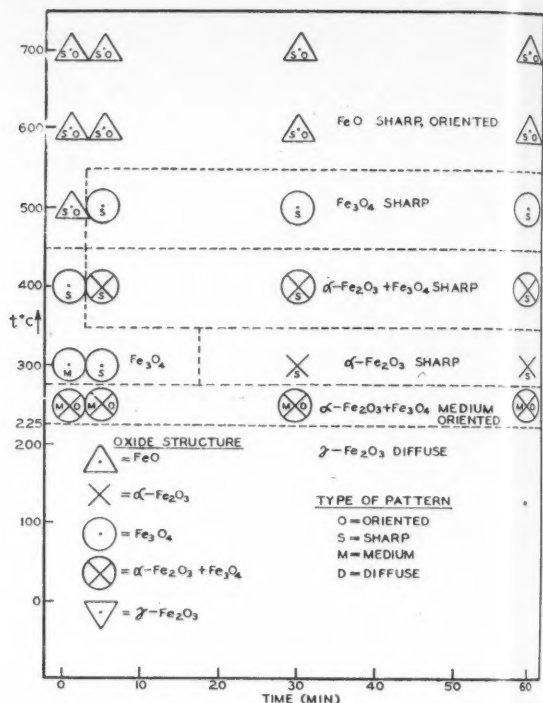 700
S O S O S O S O
600
S O S O S O FeO SHARP, ORIENTED S O
500
S O S S Fe₃O₄ SHARP S
400
S S S α-Fe₂O₃ + Fe₃O₄ SHARP S
t°C
300
M S Fe₃O₄ S α-Fe₂O₃ SHARP S
M O M O M O α-Fe₂O₃ + Fe₃O₄ MEDIUM ORIENTED M O
225
200
OXIDE STRUCTURE
γ-Fe₂O₃ DIFFUSE
= FeO
= α-Fe₂O₃
= Fe₃O₄
= α-Fe₂O₃ + Fe₃O₄
= γ-Fe₂O₃
TYPE OF PATTERN
O = ORIENTED
S = SHARP
M = MEDIUM
D = DIFFUSE
100
0
0 10 20 30 40 50 60
TIME (MIN)